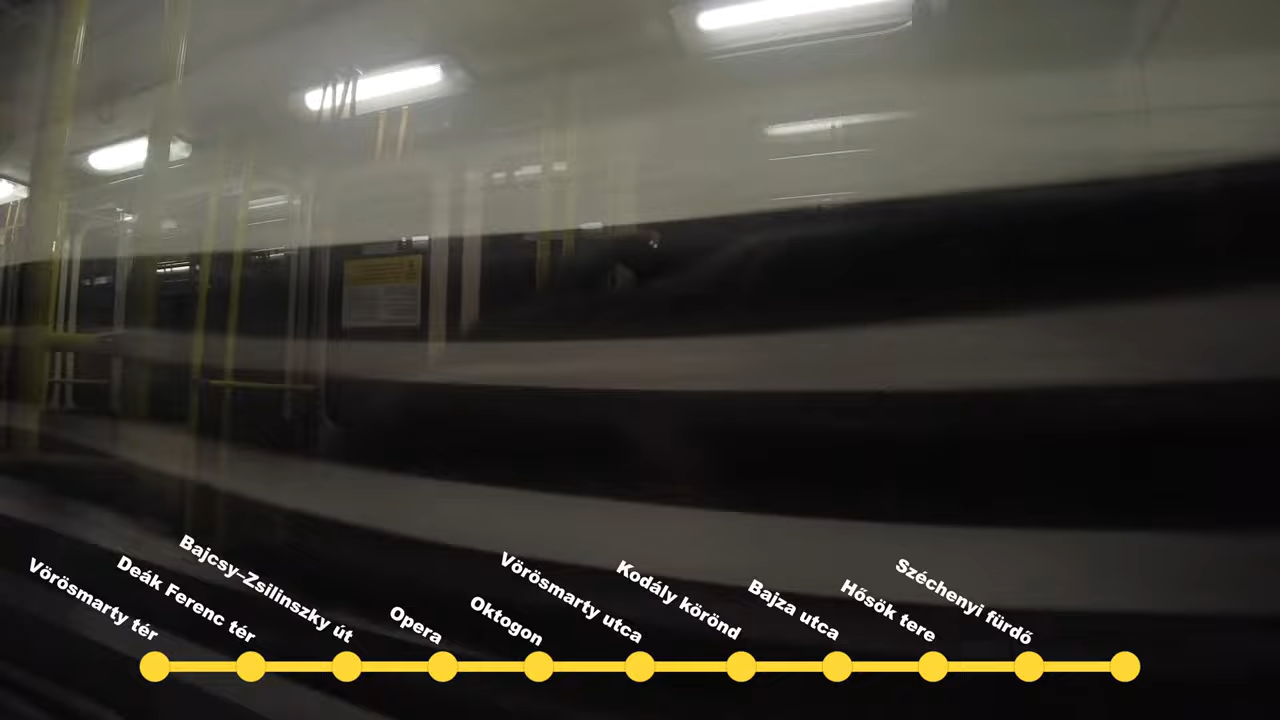 Vörösmarty tér
Deák Ferenc tér
Bajcsy–Zsilinszky út
Opera
Oktogon
Vörösmarty utca
Kodály körönd
Bajza utca
Hősök tere
Széchenyi fürdő